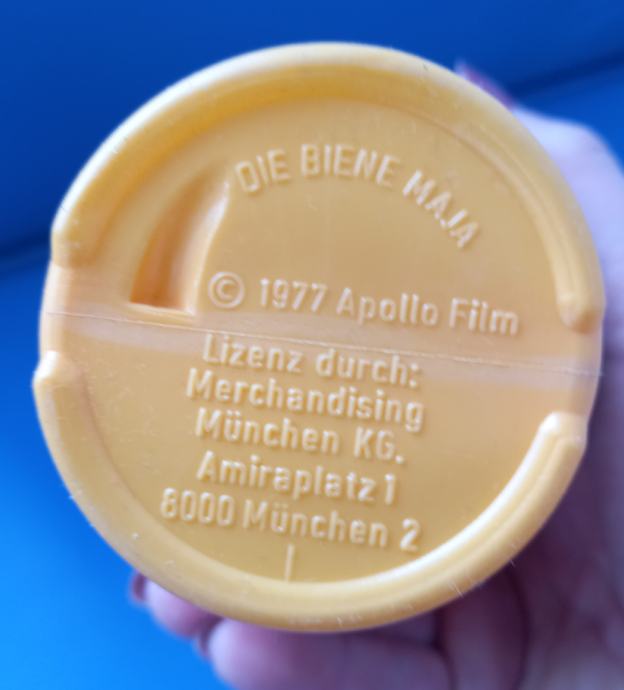 DIE BIENE MAJA
© 1977 Apollo Film
Lizenz durch:
Merchandising
München KG.
Amiraplatz 1
8000 München 2